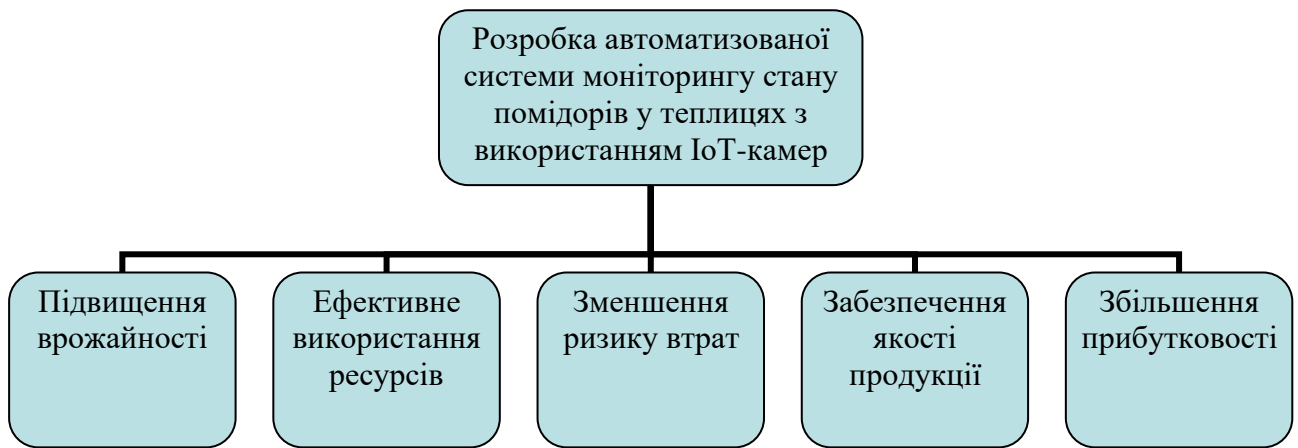 Розробка автоматизованої
системи моніторингу стану
помідорів у теплицях з
використанням IoT-камер
Підвищення
врожайності
Ефективне
використання
ресурсів
Зменшення
ризику втрат
Забезпечення
якості
продукції
Збільшення
прибутковості